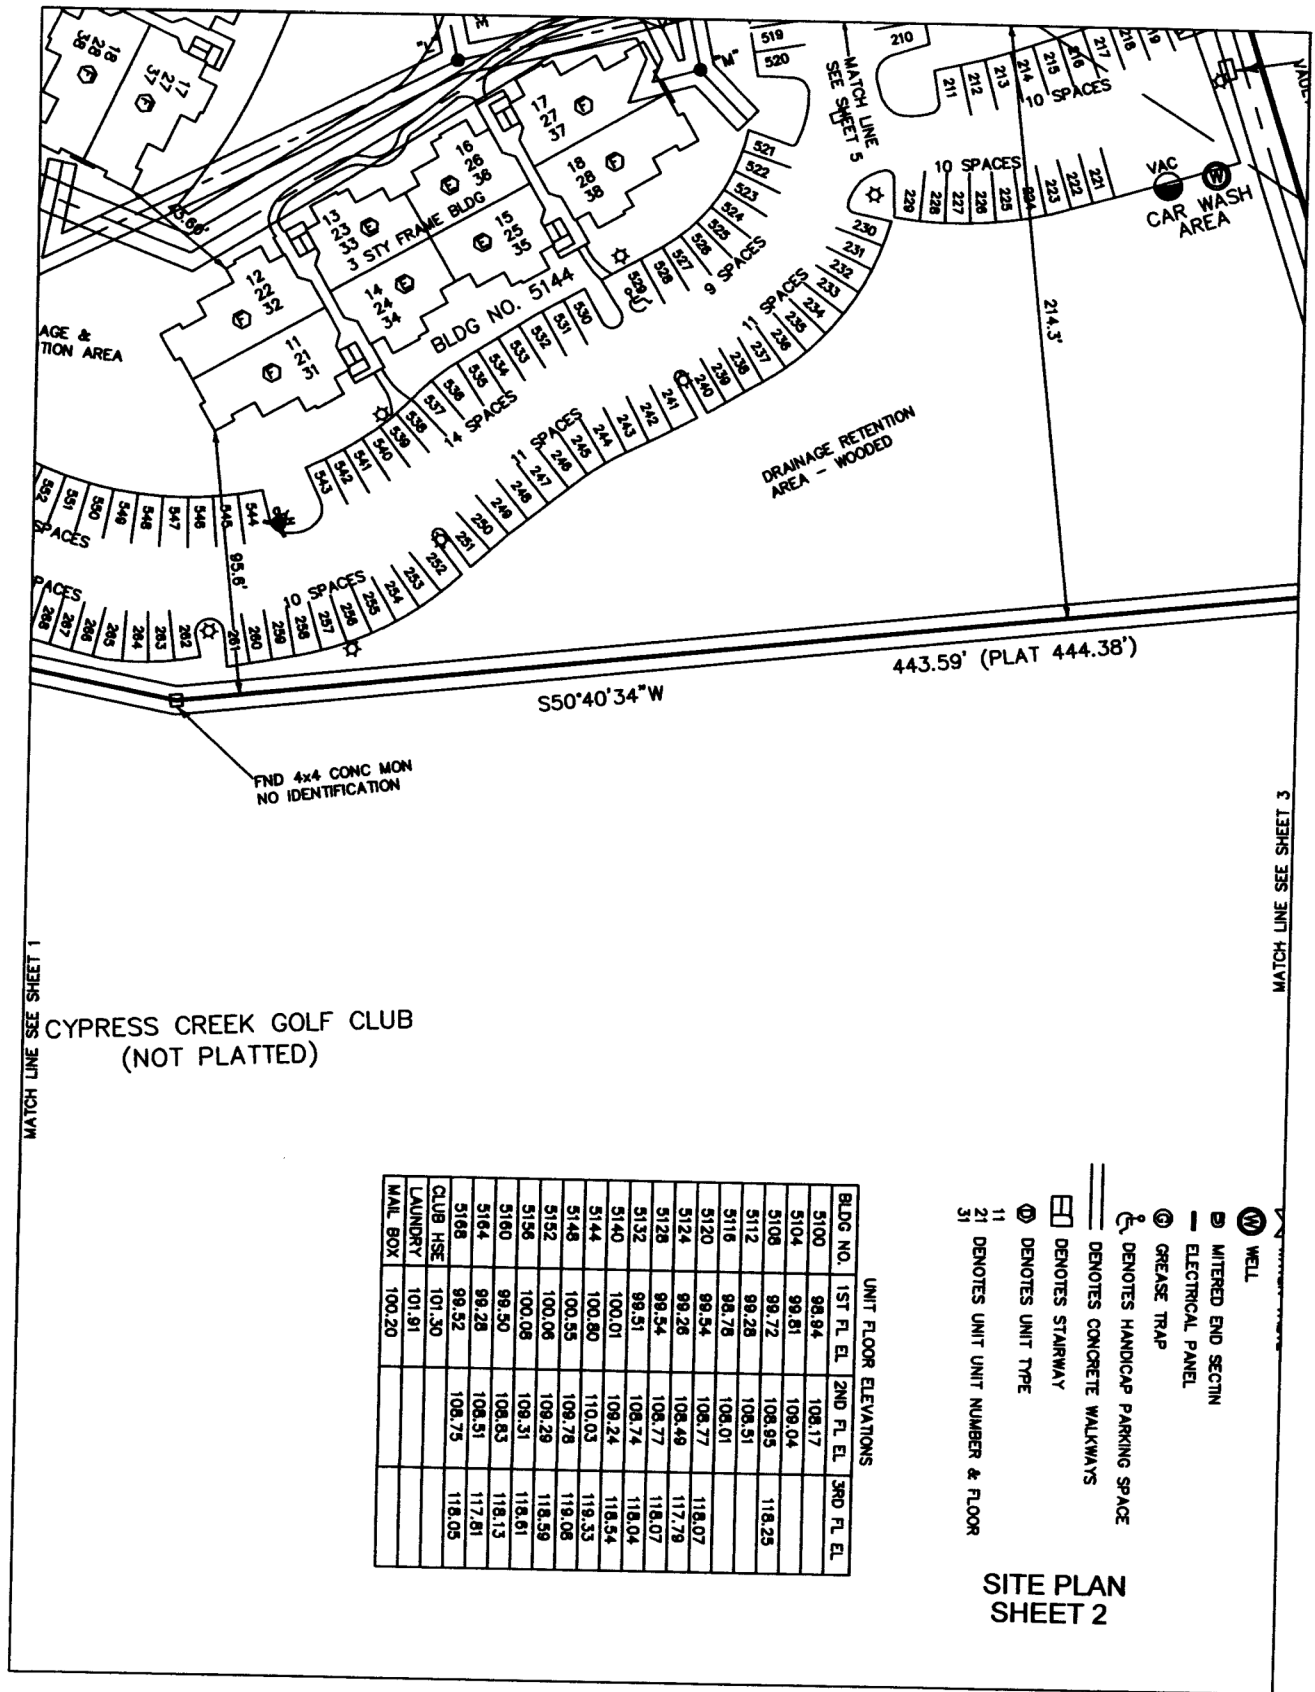 18
28
38
17
27
37
43.66'
AGE &
TION AREA
12
22
32
11
21
31
13
23
33
14
24
34
16
26
36
15
25
35
3 STY FRAME BLDG
17
27
37
18
28
38
BLDG NO. 5144
"M"
519
520
MATCH LINE
SEE SHEET 5
210
211
212
213
214
215
216
217
218
219
10 SPACES
521
522
523
524
525
526
527
528
529
9 SPACES
10 SPACES
229
228
227
226
225
224
223
222
221
VAC
W
CAR WASH
AREA
230
231
232
233
234
235
236
237
238
239
240
11 SPACES
214.3'
530
531
532
533
534
535
536
537
538
539
540
541
542
543
14 SPACES
241
242
243
244
245
246
247
248
249
250
251
11 SPACES
DRAINAGE RETENTION
AREA - WOODED
552
551
550
549
548
547
546
545
544
SPACES
95.6'
252
253
254
255
256
257
258
259
260
261
10 SPACES
PACES
268
267
266
265
264
263
262
443.59' (PLAT 444.38')
S50°40'34"W
FND 4x4 CONC MON
NO IDENTIFICATION
MATCH LINE SEE SHEET 1
MATCH LINE SEE SHEET 3
CYPRESS CREEK GOLF CLUB
(NOT PLATTED)
W WELL
MITERED END SECTIN
ELECTRICAL PANEL
G GREASE TRAP
DENOTES HANDICAP PARKING SPACE
DENOTES CONCRETE WALKWAYS
DENOTES STAIRWAY
D DENOTES UNIT TYPE
11
21 DENOTES UNIT UNIT NUMBER & FLOOR
31
UNIT FLOOR ELEVATIONS
BLDG NO. 1ST FL EL 2ND FL EL 3RD FL EL
5100 98.94 108.17
5104 99.81 109.04
5108 99.72 108.95 118.25
5112 99.28 108.51
5116 98.78 108.01
5120 99.54 108.77 118.07
5124 99.26 108.49 117.79
5128 99.54 108.77 118.07
5132 99.51 108.74 118.04
5140 100.01 109.24 118.54
5144 100.80 110.03 119.33
5148 100.55 109.78 119.08
5152 100.06 109.29 118.59
5156 100.08 109.31 118.61
5160 99.50 108.83 118.13
5164 99.28 108.51 117.81
5168 99.52 108.75 118.05
CLUB HSE 101.30
LAUNDRY 101.91
MAIL BOX 100.20
SITE PLAN
SHEET 2